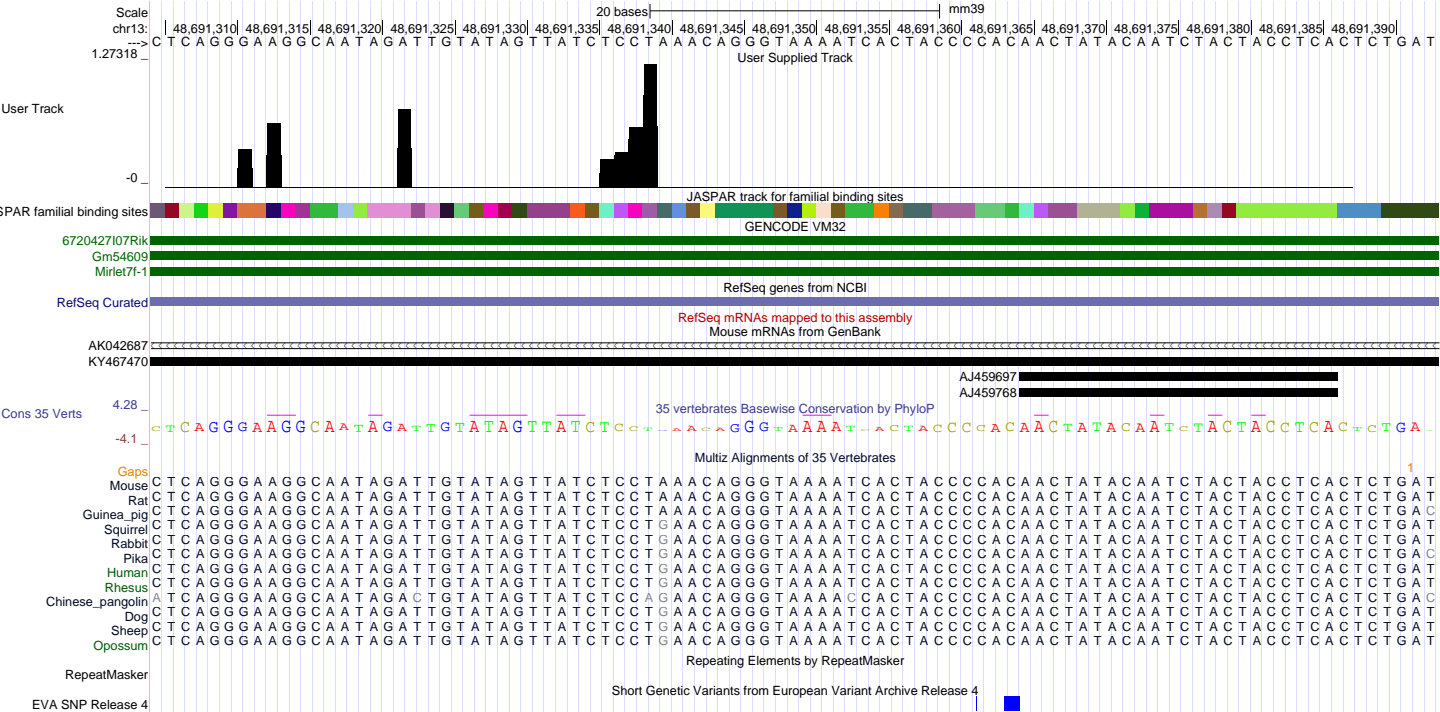 Scale 20 bases mm39
chr13: 48,691,310 48,691,315 48,691,320 48,691,325 48,691,330 48,691,335 48,691,340 48,691,345 48,691,350 48,691,355 48,691,360 48,691,365 48,691,370 48,691,375 48,691,380 48,691,385 48,691,390
---> C T C A G G G A A G G C A A T A G A T T G T A T A G T T A T C T C C T A A A C A G G G T A A A A T C A C T A C C C C A C A A C T A T A C A A T C T A C T A C C T C A C T C T G A T
User Supplied Track
1.27318 _
User Track
-0 _
JASPAR track for familial binding sites
SPAR familial binding sites
GENCODE VM32
6720427I07Rik
Gm54609
Mirlet7f-1
RefSeq genes from NCBI
RefSeq Curated
RefSeq mRNAs mapped to this assembly
Mouse mRNAs from GenBank
AK042687
KY467470
AJ459697
AJ459768
35 vertebrates Basewise Conservation by PhyloP
4.28 _
Cons 35 Verts
-4.1 _
Multiz Alignments of 35 Vertebrates
Gaps 1
Mouse C T C A G G G A A G G C A A T A G A T T G T A T A G T T A T C T C C T A A A C A G G G T A A A A T C A C T A C C C C A C A A C T A T A C A A T C T A C T A C C T C A C T C T G A T
Rat C T C A G G G A A G G C A A T A G A T T G T A T A G T T A T C T C C T A A A C A G G G T A A A A T C A C T A C C C C A C A A C T A T A C A A T C T A C T A C C T C A C T C T G A T
Guinea_pig C T C A G G G A A G G C A A T A G A T T G T A T A G T T A T C T C C T A A A C A G G G T A A A A T C A C T A C C C C A C A A C T A T A C A A T C T A C T A C C T C A C T C T G A C
Squirrel C T C A G G G A A G G C A A T A G A T T G T A T A G T T A T C T C C T G A A C A G G G T A A A A T C A C T A C C C C A C A A C T A T A C A A T C T A C T A C C T C A C T C T G A T
Rabbit C T C A G G G A A G G C A A T A G A T T G T A T A G T T A T C T C C T G A A C A G G G T A A A A T C A C T A C C C C A C A A C T A T A C A A T C T A C T A C C T C A C T C T G A T
Pika C T C A G G G A A G G C A A T A G A T T G T A T A G T T A T C T C C T G A A C A G G G T A A A A T C A C T A C C C C A C A A C T A T A C A A T C T A C T A C C T C A C T C T G A C
Human C T C A G G G A A G G C A A T A G A T T G T A T A G T T A T C T C C T G A A C A G G G T A A A A T C A C T A C C C C A C A A C T A T A C A A T C T A C T A C C T C A C T C T G A T
Rhesus C T C A G G G A A G G C A A T A G A T T G T A T A G T T A T C T C C T G A A C A G G G T A A A A T C A C T A C C C C A C A A C T A T A C A A T C T A C T A C C T C A C T C T G A T
Chinese_pangolin A T C A G G G A A G G C A A T A G A C T G T A T A G T T A T C T C C A G A A C A G G G T A A A A C C A C T A C C C C A C A A C T A T A C A A T C T A C T A C C T C A C T C T G A C
Dog C T C A G G G A A G G C A A T A G A T T G T A T A G T T A T C T C C T G A A C A G G G T A A A A T C A C T A C C C C A C A A C T A T A C A A T C T A C T A C C T C A C T C T G A T
Sheep C T C A G G G A A G G C A A T A G A T T G T A T A G T T A T C T C C T G A A C A G G G T A A A A T C A C T A C C C C A C A A C T A T A C A A T C T A C T A C C T C A C T C T G A T
Opossum C T C A G G G A A G G C A A T A G A T T G T A T A G T T A T C T C C T G A A C A G G G T A A A A T C A C T A C C C C A C A A C T A T A C A A T C T A C T A C C T C A C T C T G A T
Repeating Elements by RepeatMasker
RepeatMasker
Short Genetic Variants from European Variant Archive Release 4
EVA SNP Release 4